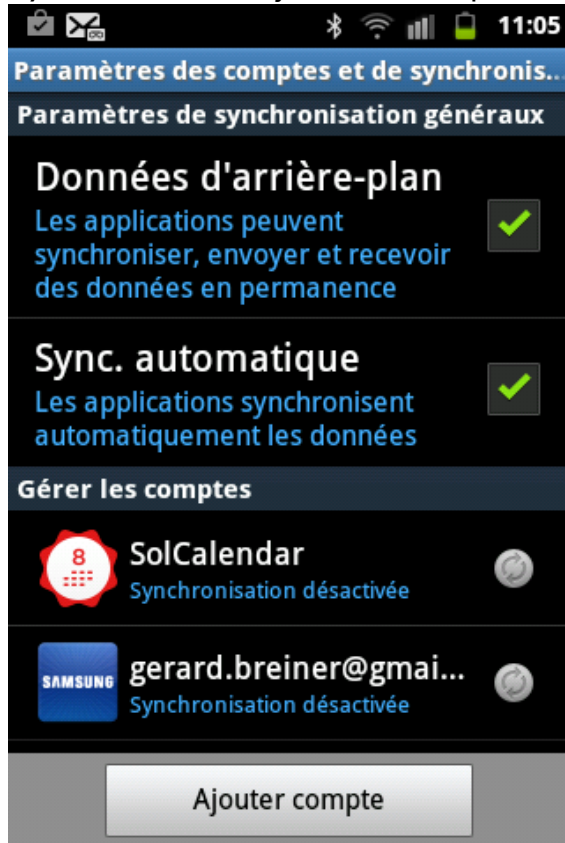 11:05
Paramètres des comptes et de synchronis...
Paramètres de synchronisation généraux
Données d'arrière-plan
Les applications peuvent
synchroniser, envoyer et recevoir
des données en permanence
Sync. automatique
Les applications synchronisent
automatiquement les données
Gérer les comptes
8
SolCalendar
Synchronisation désactivée
SAMSUNG
gerard.breiner@gmai...
Synchronisation désactivée
Ajouter compte